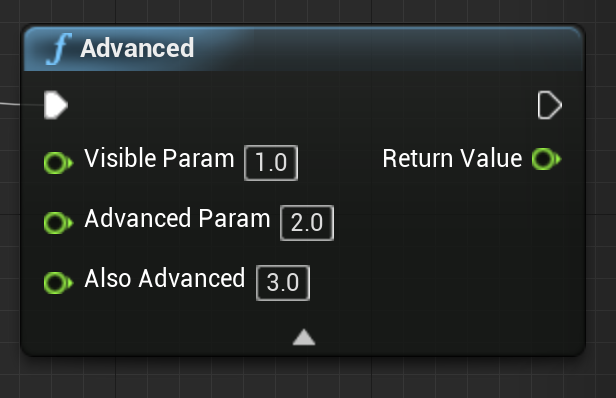 Advanced
Visible Param 1.0 Return Value
Advanced Param 2.0
Also Advanced 3.0